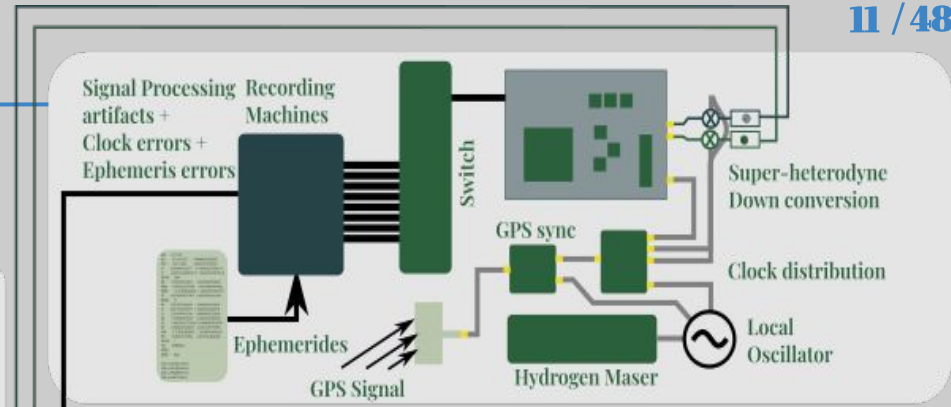 11 / 48
Signal Processing
artifacts +
Clock errors +
Ephemeris errors
Recording
Machines
Switch
Super-heterodyne
Down conversion
GPS sync
Clock distribution
Ephemerides
GPS Signal
Hydrogen Maser
Local
Oscillator